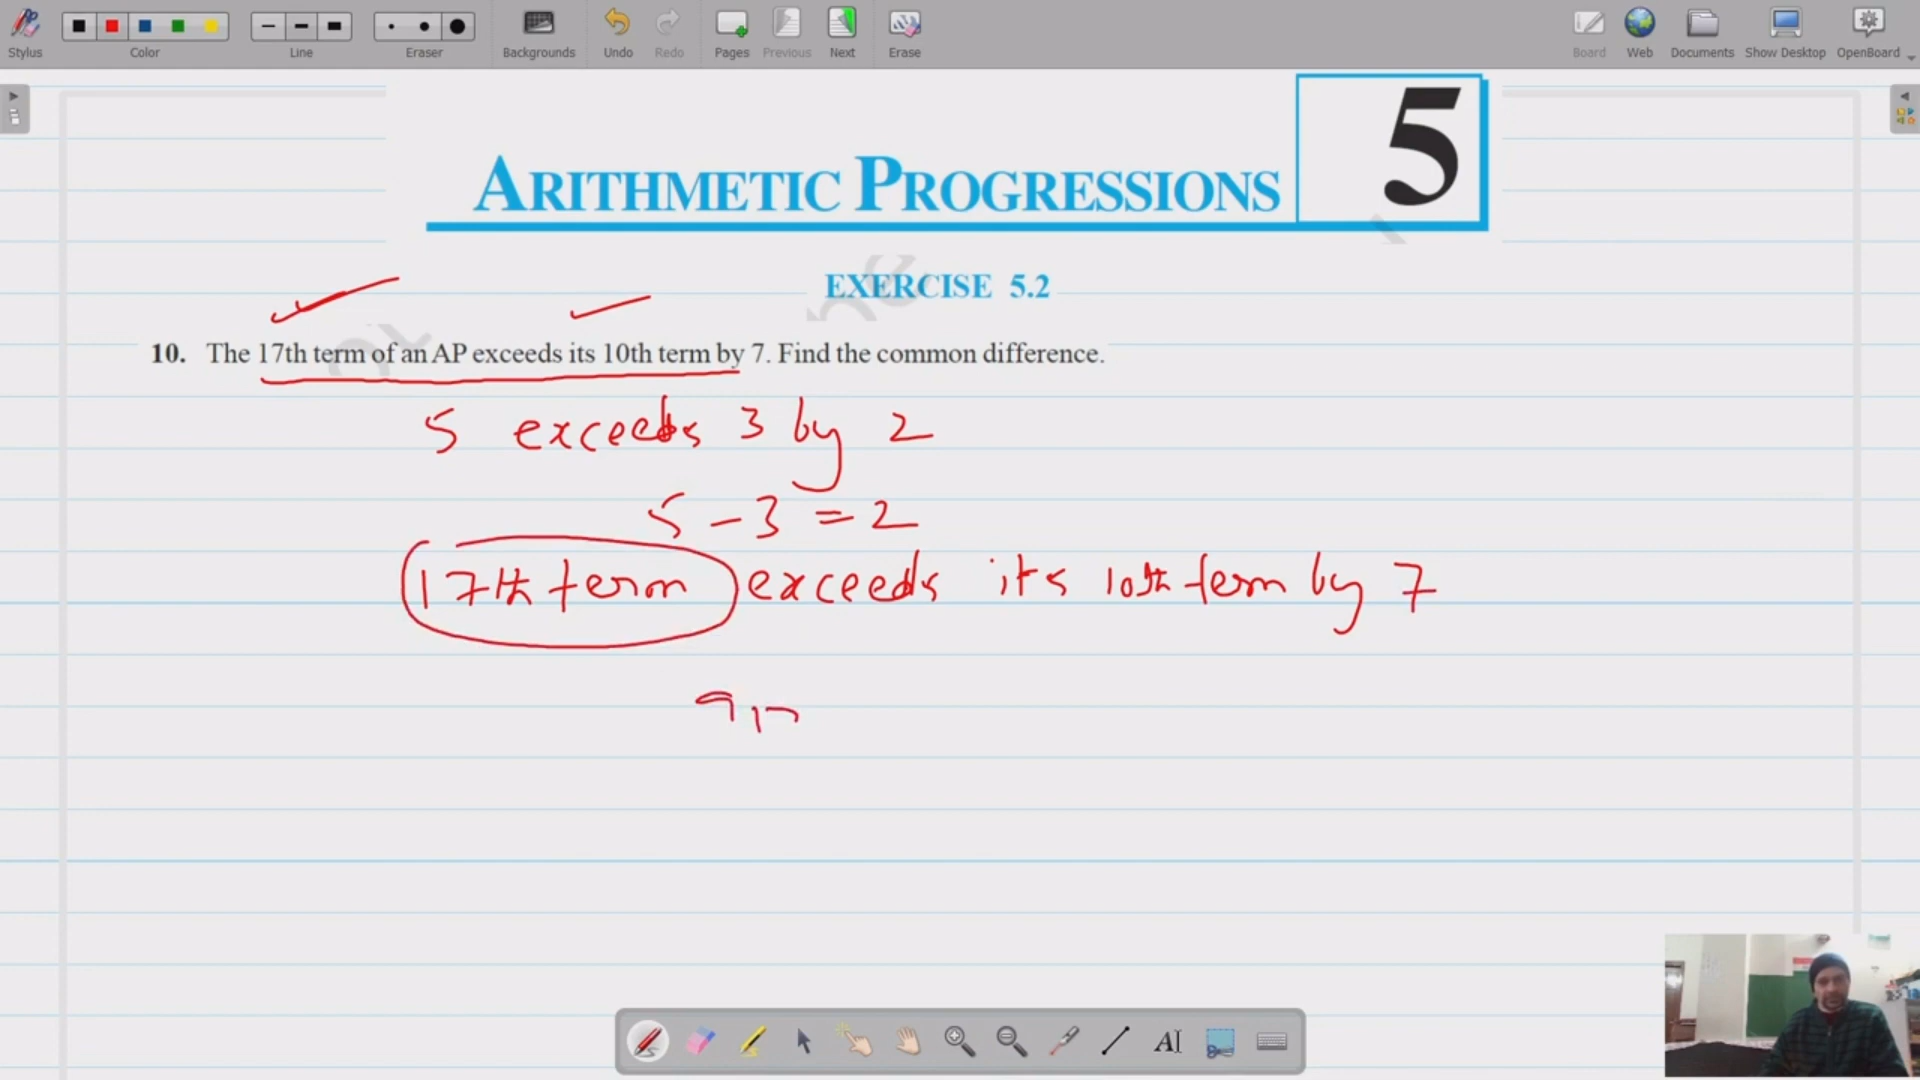 Stylus Color Line Eraser Backgrounds Undo Redo Pages Previous Next Erase Board Web Documents Show Desktop OpenBoard
5
ARITHMETIC PROGRESSIONS
EXERCISE 5.2
10. The 17th term of an AP exceeds its 10th term by 7. Find the common difference.
5 exceeds 3 by 2
5 - 3 = 2
17th term exceeds its 10th term by 7